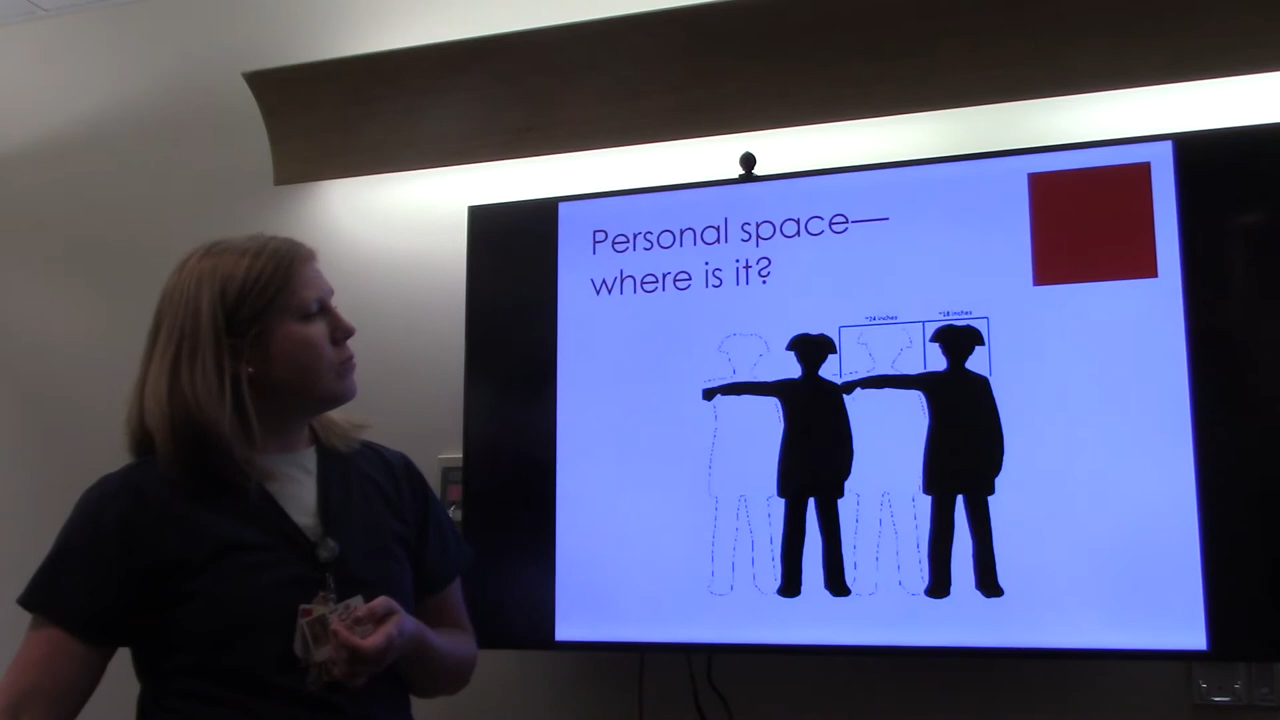 Personal space—
where is it?
~24 inches
~18 inches